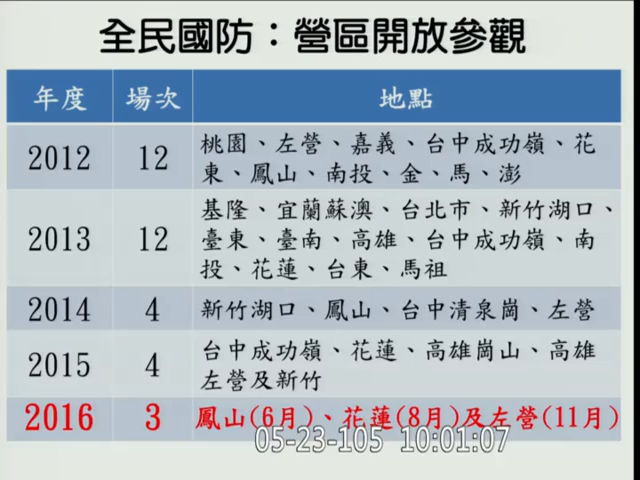 全民國防：營區開放參觀
年度 場次 地點
2012 12 桃園、左營、嘉義、台中成功嶺、花
東、鳳山、南投、金、馬、澎
2013 12 基隆、宜蘭蘇澳、台北市、新竹湖口、
臺東、臺南、高雄、台中成功嶺、南
投、花蓮、台東、馬祖
2014 4 新竹湖口、鳳山、台中清泉崗、左營
2015 4 台中成功嶺、花蓮、高雄崗山、高雄
左營及新竹
2016 3 鳳山(6月)、花蓮(8月)及左營(11月)
05-23-105 10:01:07